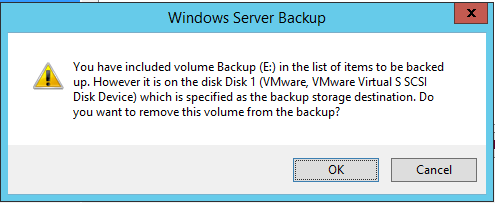 Windows Server Backup
x
You have included volume Backup (E:) in the list of items to be backed
up. However it is on the disk Disk 1 (VMware, VMware Virtual S SCSI
Disk Device) which is specified as the backup storage destination. Do
you want to remove this volume from the backup?
OK Cancel